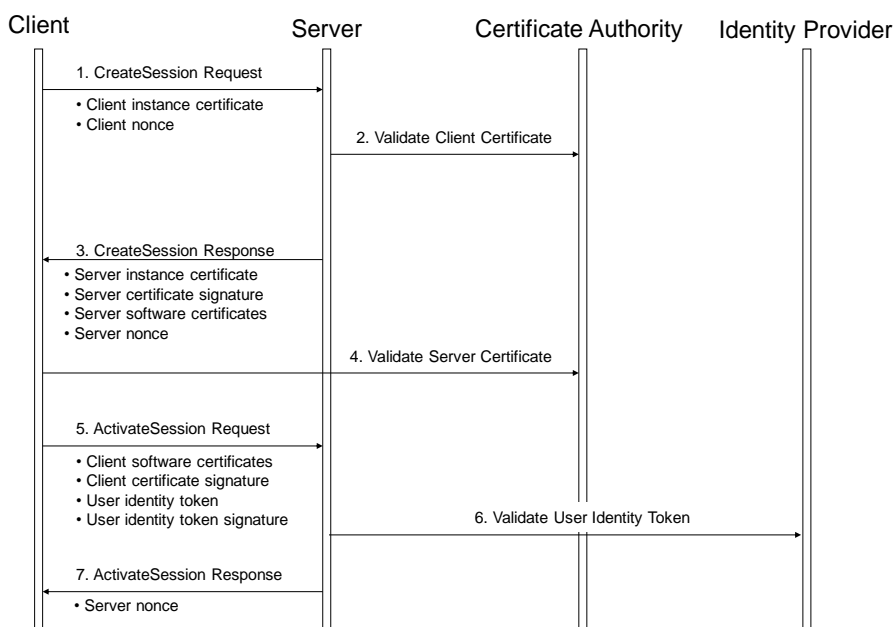 Client
Server
Certificate Authority
Identity Provider
1. CreateSession Request
• Client instance certificate
• Client nonce
2. Validate Client Certificate
3. CreateSession Response
• Server instance certificate
• Server certificate signature
• Server software certificates
• Server nonce
4. Validate Server Certificate
5. ActivateSession Request
• Client software certificates
• Client certificate signature
• User identity token
• User identity token signature
6. Validate User Identity Token
7. ActivateSession Response
• Server nonce